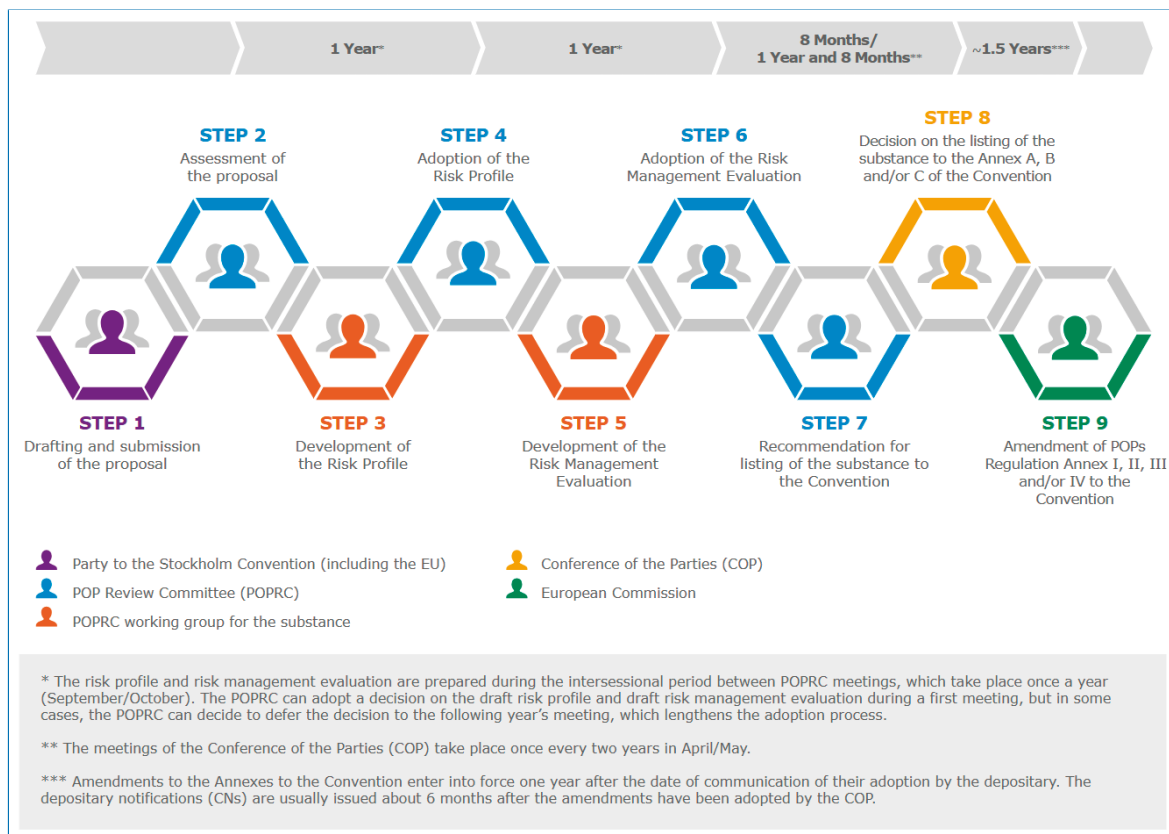 1 Year*
1 Year*
8 Months/
1 Year and 8 Months**
~1.5 Years***
STEP 2
Assessment of
the proposal
STEP 4
Adoption of the
Risk Profile
STEP 6
Adoption of the Risk
Management Evaluation
STEP 8
Decision on the listing of the
substance to the Annex A, B
and/or C of the Convention
STEP 1
Drafting and submission
of the proposal
STEP 3
Development of
the Risk Profile
STEP 5
Development of the
Risk Management
Evaluation
STEP 7
Recommendation for
listing of the substance to
the Convention
STEP 9
Amendment of POPs
Regulation Annex I, II, III
and/or IV to the
Convention
Party to the Stockholm Convention (including the EU)
POP Review Committee (POPRC)
POPRC working group for the substance
Conference of the Parties (COP)
European Commission
* The risk profile and risk management evaluation are prepared during the intersessional period between POPRC meetings, which take place once a year
(September/October). The POPRC can adopt a decision on the draft risk profile and draft risk management evaluation during a first meeting, but in some
cases, the POPRC can decide to defer the decision to the following year's meeting, which lengthens the adoption process.
** The meetings of the Conference of the Parties (COP) take place once every two years in April/May.
*** Amendments to the Annexes to the Convention enter into force one year after the date of communication of their adoption by the depositary. The
depositary notifications (CNs) are usually issued about 6 months after the amendments have been adopted by the COP.